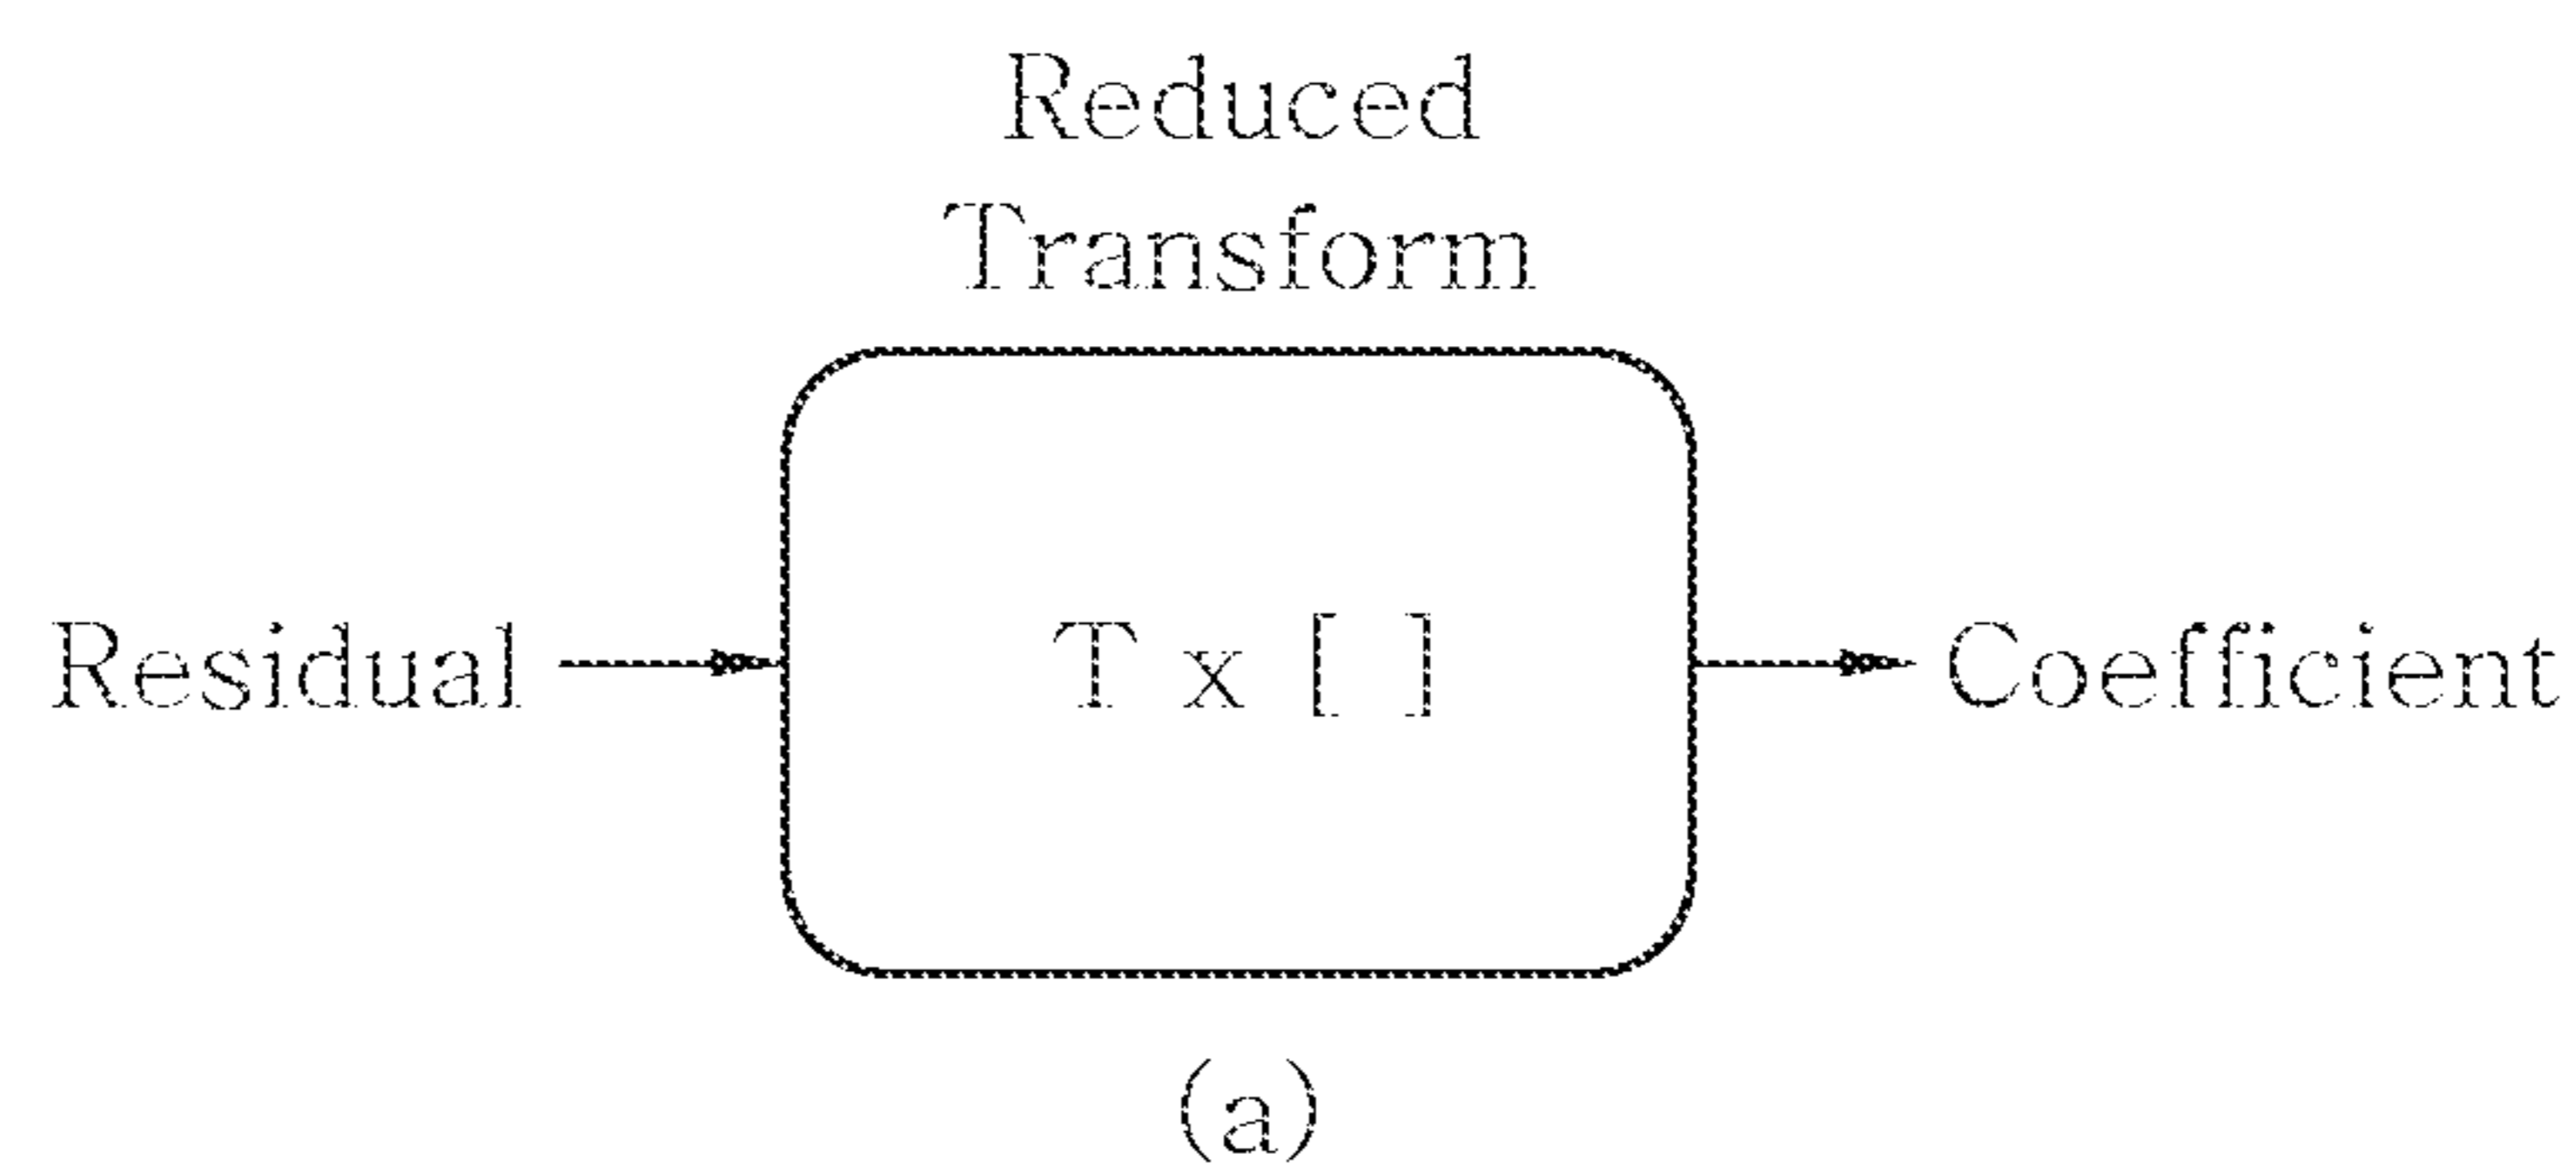 Reduced
Transform
Residual
T x [ ]
Coefficient
(a)